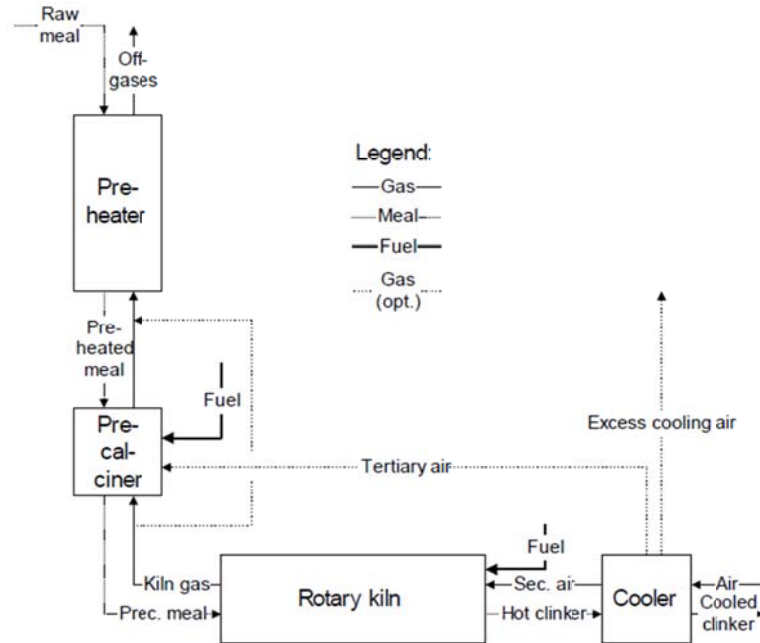 Raw
meal
Off-
gases
Pre-
heater
Legend:
Gas
Meal
Fuel
Gas
(opt.)
Pre-
heated
meal
Fuel
Pre-
cal-
ciner
Excess cooling air
Tertiary air
Fuel
Kiln gas
Prec. meal
Rotary kiln
Sec. air
Hot clinker
Cooler
Air
Cooled
clinker